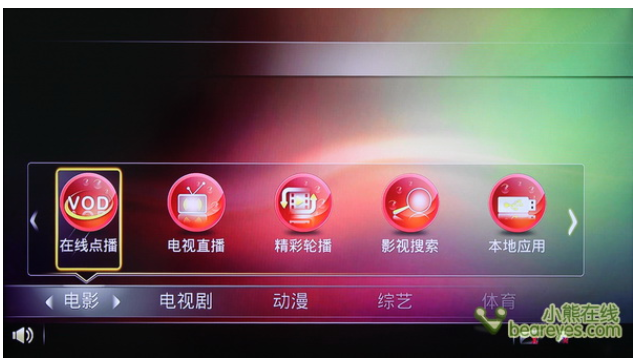 VOD
在线点播
电视直播
精彩轮播
影视搜索
本地应用
电影
电视剧
动漫
综艺
体育
小熊在线
beareyes.com